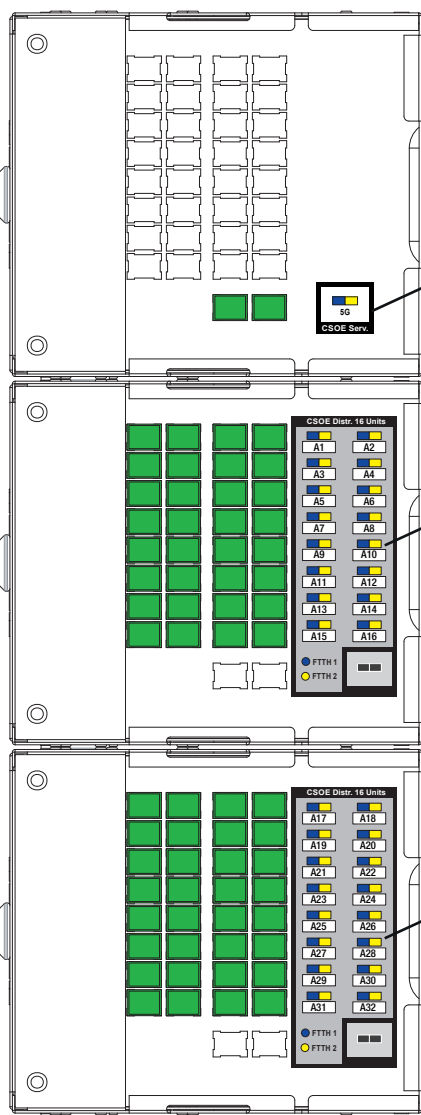 5G
CSOE Serv.
CSOE Distr. 16 Units
A1 A2
A3 A4
A5 A6
A7 A8
A9 A10
A11 A12
A13 A14
A15 A16
FTTH 1
FTTH 2
CSOE Distr. 16 Units
A17 A18
A19 A20
A21 A22
A23 A24
A25 A26
A27 A28
A29 A30
A31 A32
FTTH 1
FTTH 2